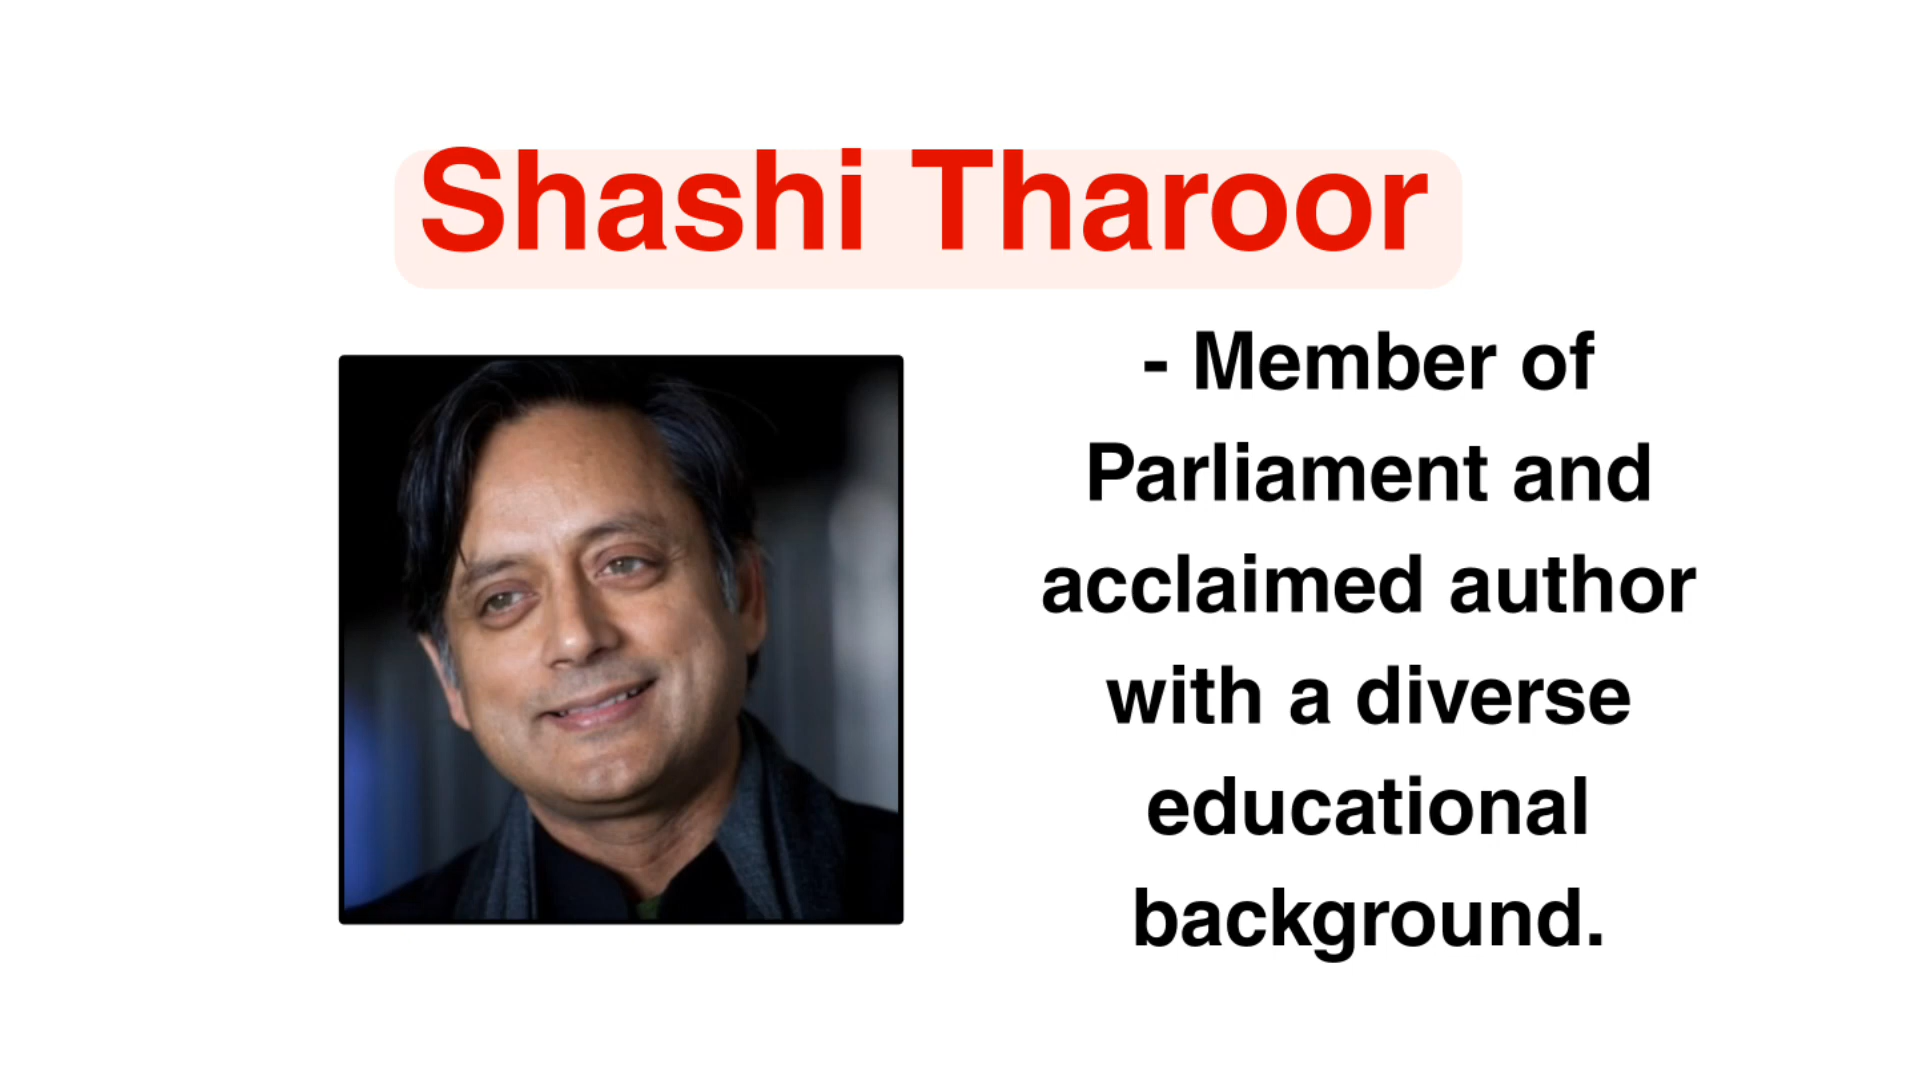 Shashi Tharoor
- Member of
Parliament and
acclaimed author
with a diverse
educational
background.